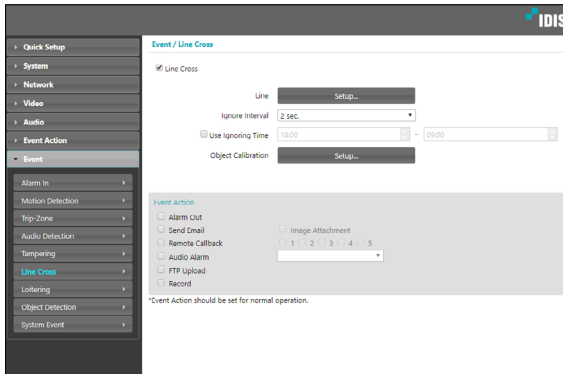 IDIS
Quick Setup
System
Network
Video
Audio
Event Action
Event
Alarm In
Motion Detection
Trip-Zone
Audio Detection
Tampering
Line Cross
Loitering
Object Detection
System Event
Event / Line Cross
Line Cross
Line Setup...
Ignore Interval 2 sec.
Use Ignoring Time 18:00 ~ 09:00
Object Calibration Setup...
Event Action
Alarm Out
Send Email Image Attachment
Remote Callback 1 2 3 4 5
Audio Alarm
FTP Upload
Record
*Event Action should be set for normal operation.